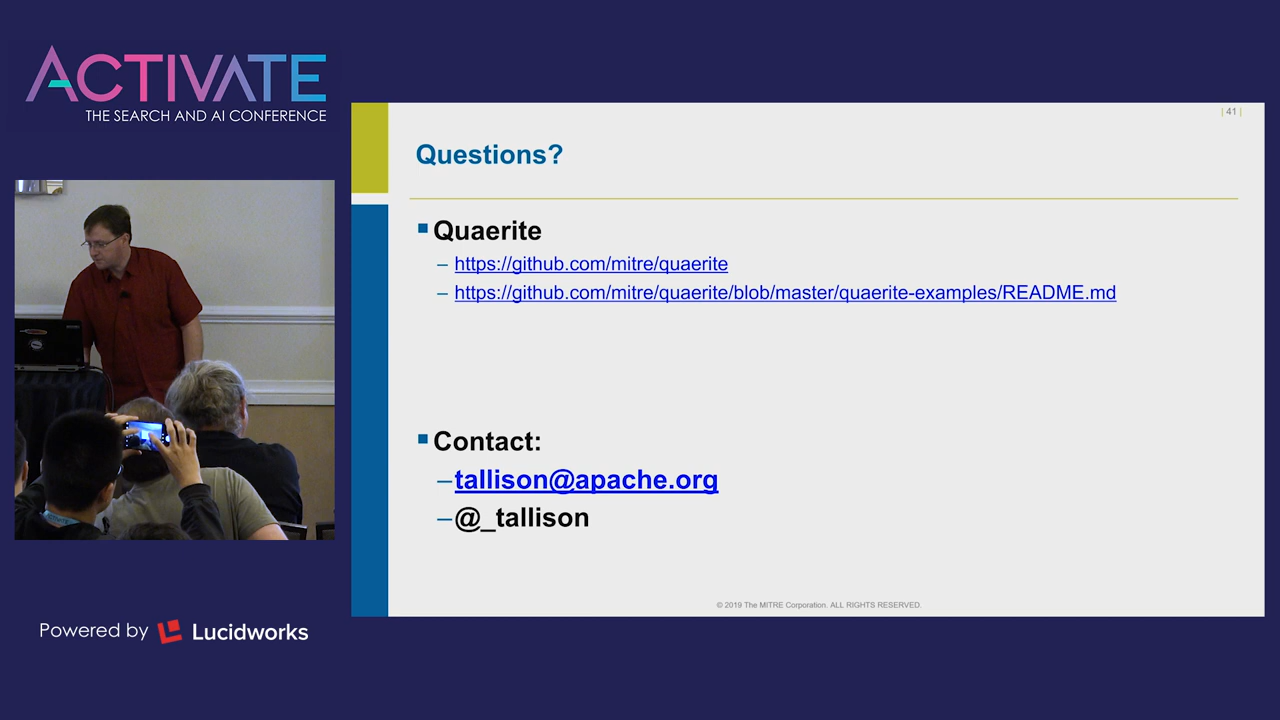 ACTIVATE
THE SEARCH AND AI CONFERENCE
| 41 |
Questions?
Quaerite
– https://github.com/mitre/quaerite
– https://github.com/mitre/quaerite/blob/master/quaerite-examples/README.md
Contact:
–tallison@apache.org
–@_tallison
© 2019 The MITRE Corporation. ALL RIGHTS RESERVED.
Powered by Lucidworks